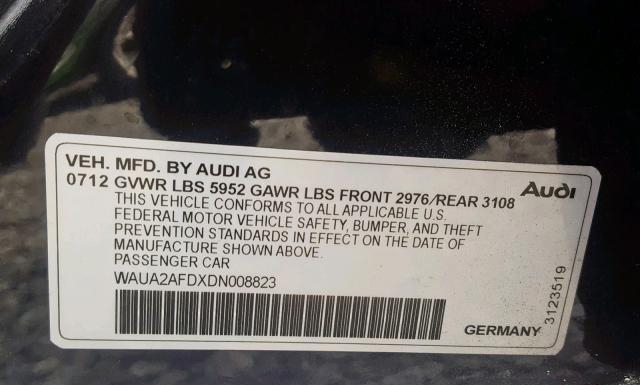 VEH. MFD. BY AUDI AG
0712 GVWR LBS 5952 GAWR LBS FRONT 2976/REAR 3108
Audi
THIS VEHICLE CONFORMS TO ALL APPLICABLE U.S.
FEDERAL MOTOR VEHICLE SAFETY, BUMPER, AND THEFT
PREVENTION STANDARDS IN EFFECT ON THE DATE OF
MANUFACTURE SHOWN ABOVE.
PASSENGER CAR
WAUA2AFDXDN008823
GERMANY
3123519